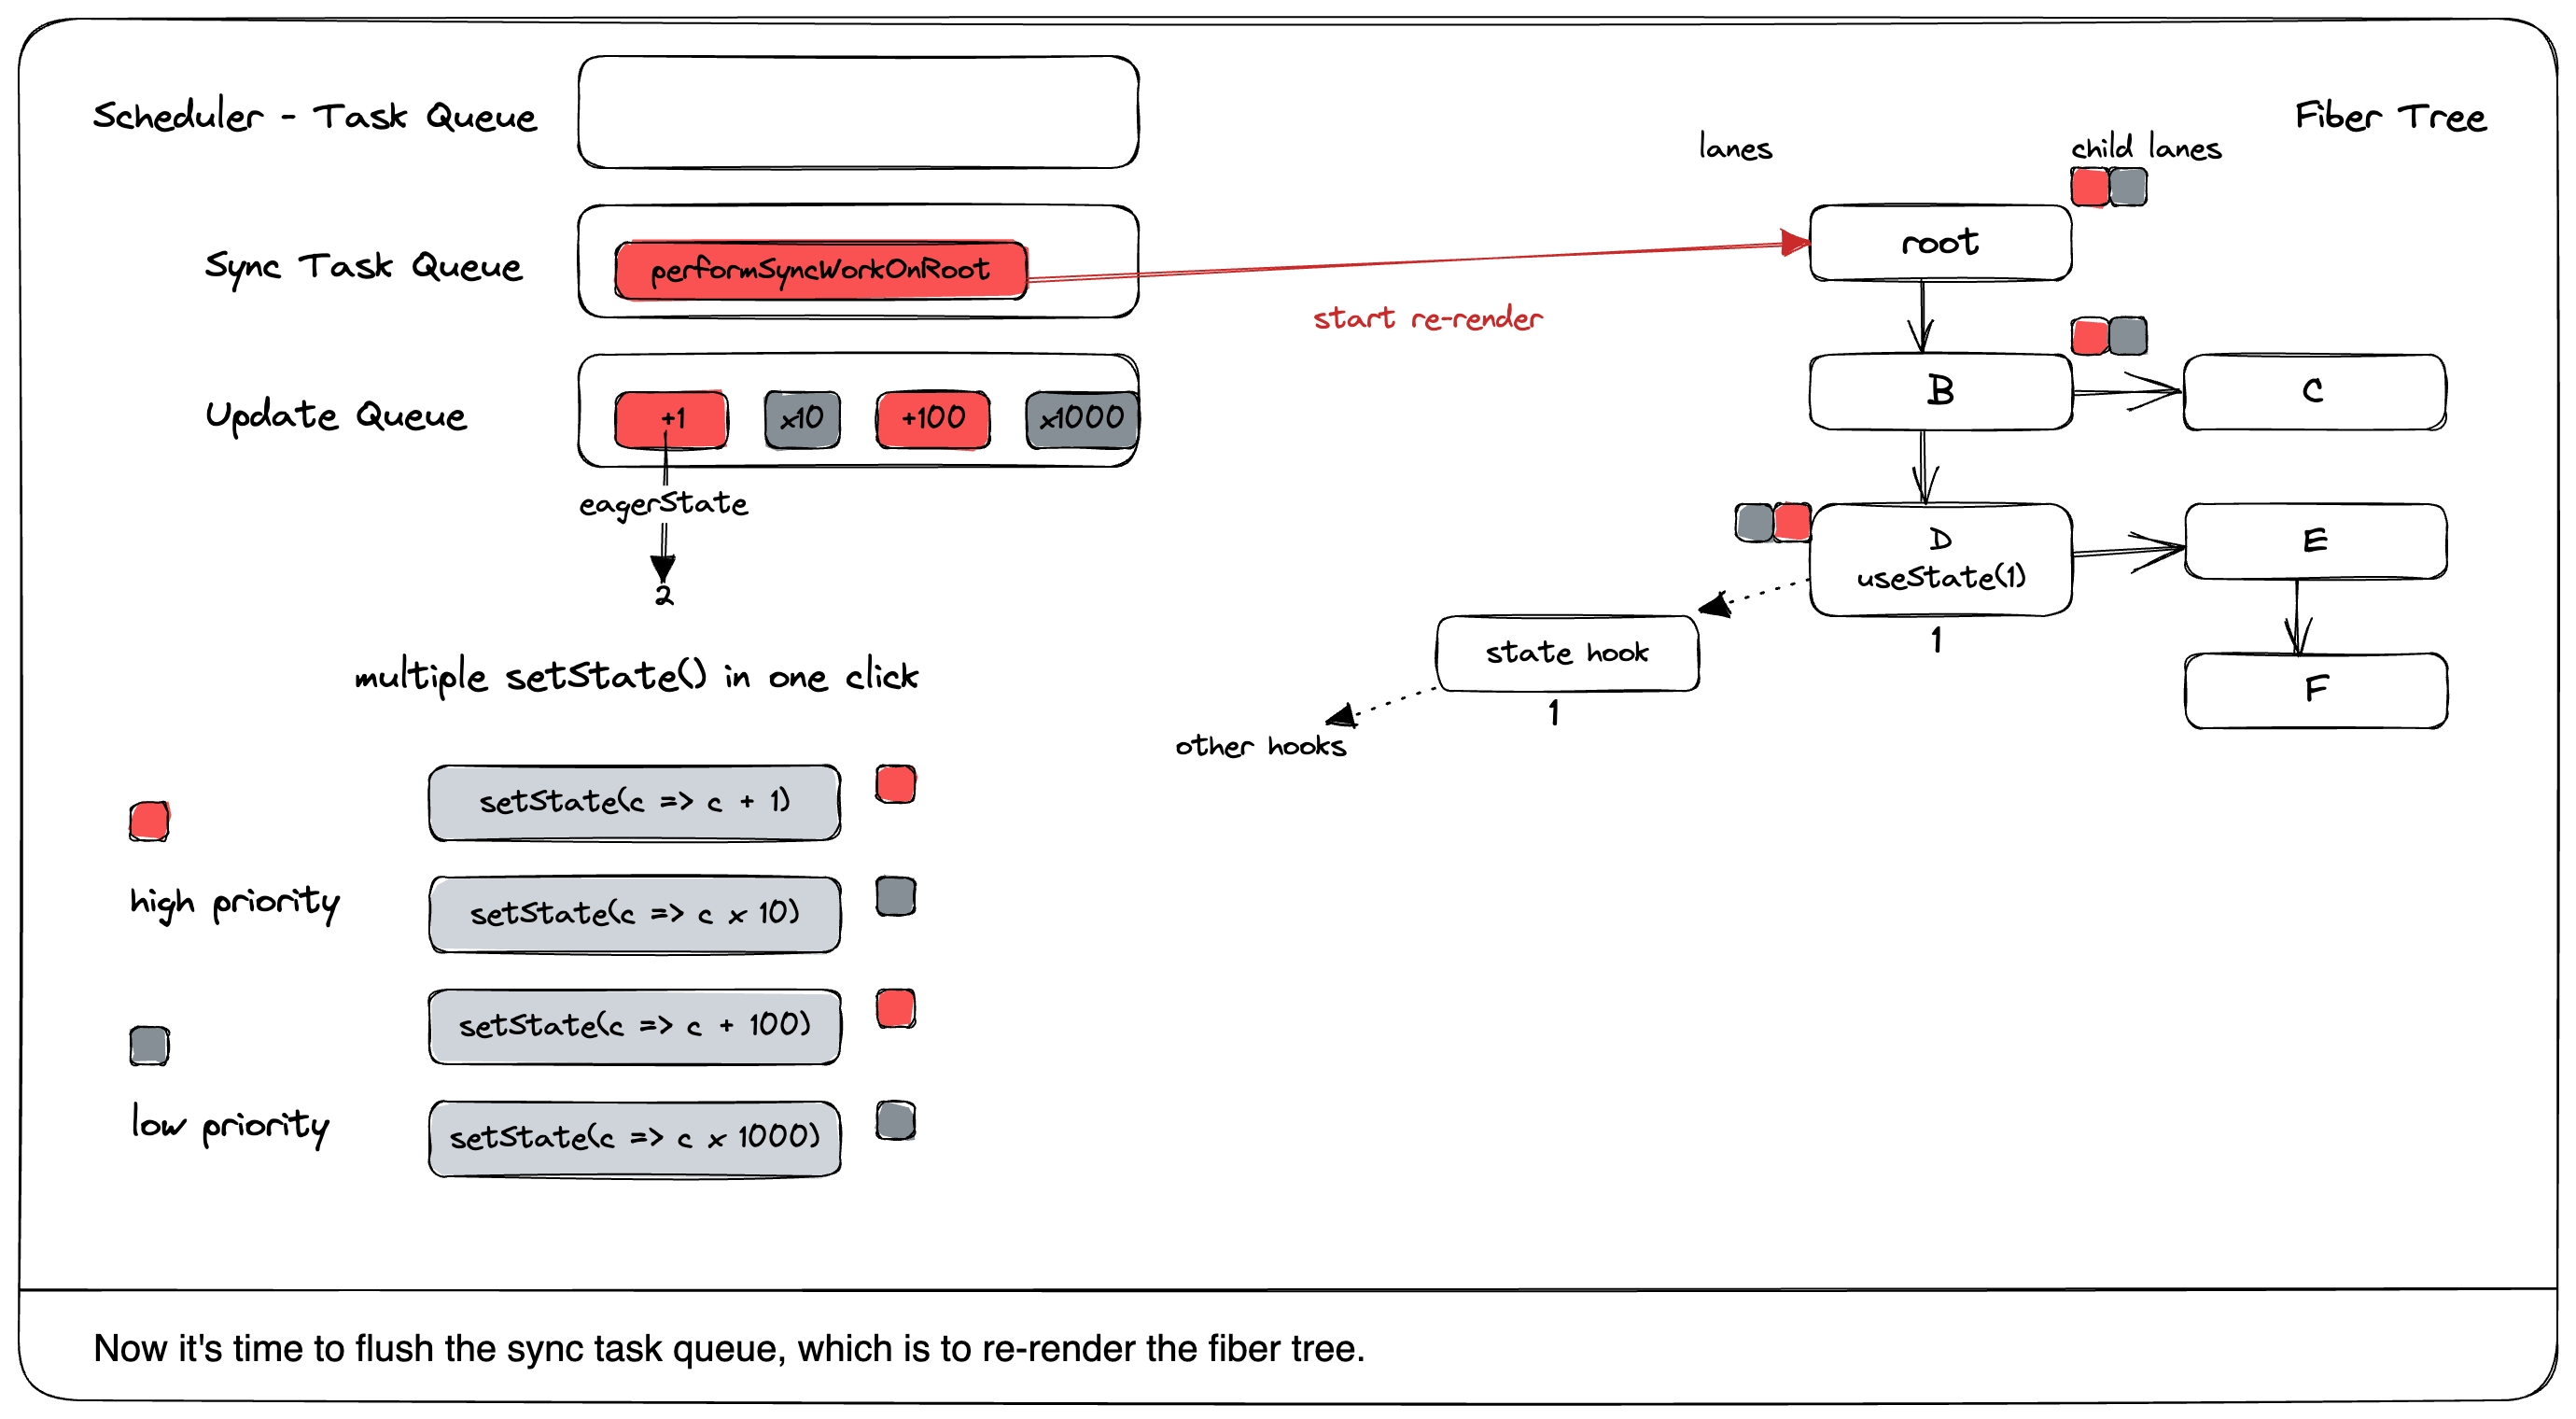 Scheduler - Task Queue
Sync Task Queue
performSyncWorkOnRoot
Update Queue
+1
x10
+100
x1000
eagerState
2
start re-render
Fiber Tree
lanes
child lanes
root
B
C
D
useState(1)
1
E
F
state hook
1
other hooks
multiple setState() in one click
high priority
low priority
setState(c => c + 1)
setState(c => c x 10)
setState(c => c + 100)
setState(c => c x 1000)
Now it's time to flush the sync task queue, which is to re-render the fiber tree.